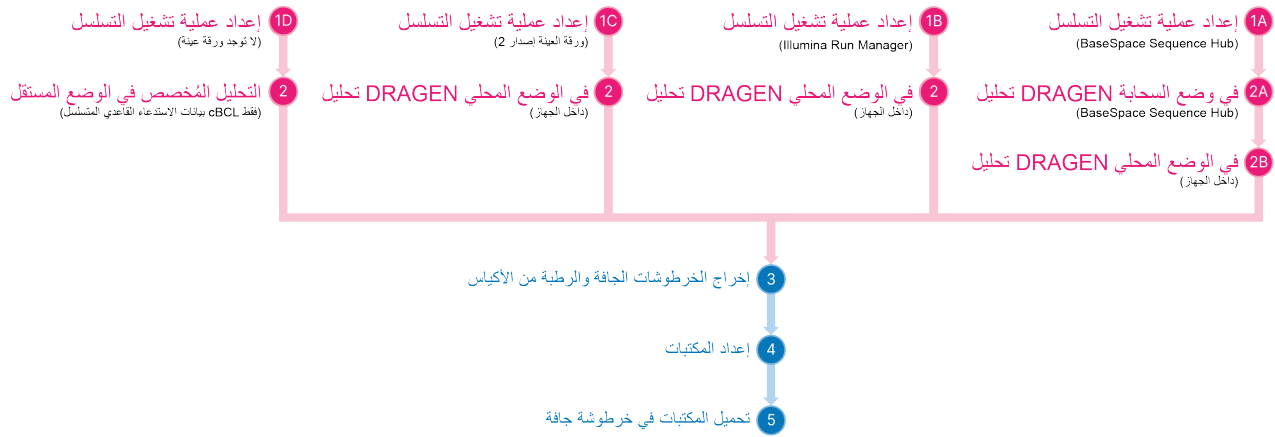 1A إعداد عملية تشغيل التسلسل
(BaseSpace Sequence Hub)
2A في وضع السحابة DRAGEN تحليل
(BaseSpace Sequence Hub)
2B في الوضع المحلي DRAGEN تحليل
(داخل الجهاز)
1B إعداد عملية تشغيل التسلسل
(Illumina Run Manager)
2 في الوضع المحلي DRAGEN تحليل
(داخل الجهاز)
1C إعداد عملية تشغيل التسلسل
(ورقة العينة إصدار 2)
2 في الوضع المحلي DRAGEN تحليل
(داخل الجهاز)
1D إعداد عملية تشغيل التسلسل
(لا توجد ورقة عينة)
2 التحليل المُخصص في الوضع المستقل
(فقط cBCL بيانات الاستدعاء القاعدي المتسلسل)
3 إخراج الخرطوشات الجافة والرطبة من الأكياس
4 إعداد المكتبات
5 تحميل المكتبات في خرطوشة جافة